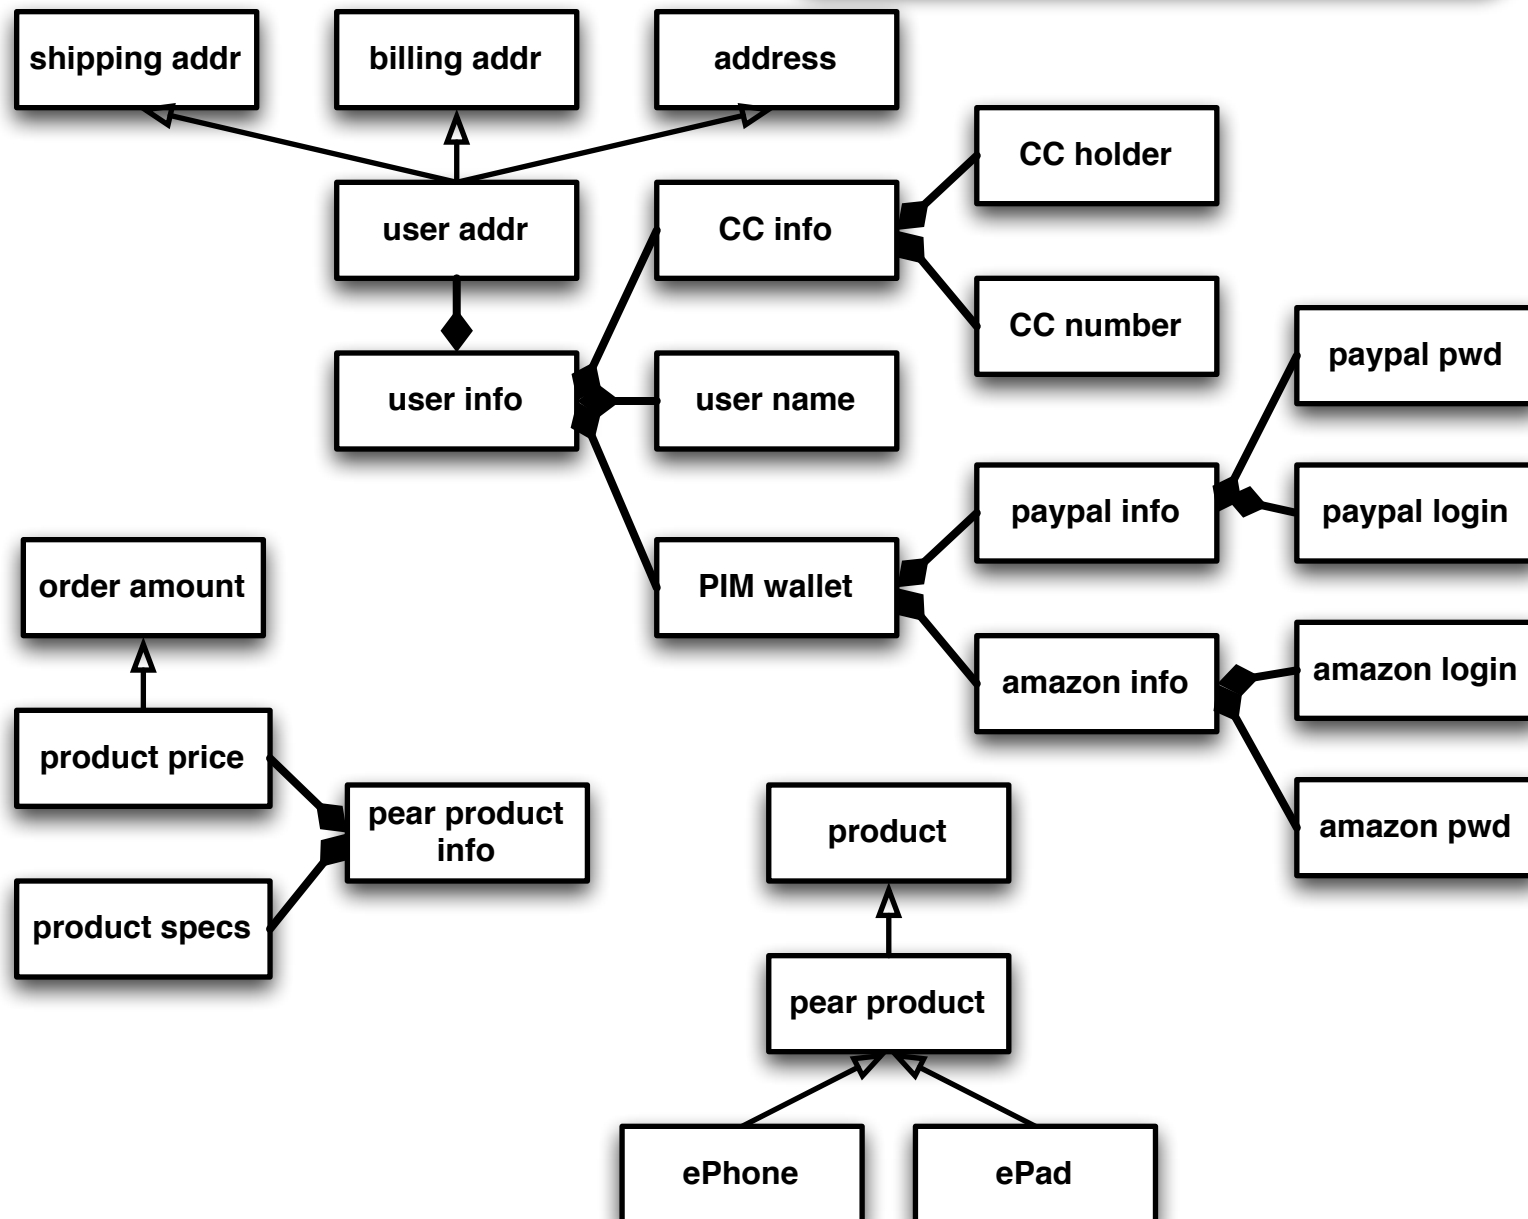 shipping addr
billing addr
address
CC holder
user addr
CC info
CC number
paypal pwd
user info
user name
paypal info
paypal login
order amount
PIM wallet
amazon info
amazon login
product price
pear product
info
product
amazon pwd
product specs
pear product
ePhone
ePad